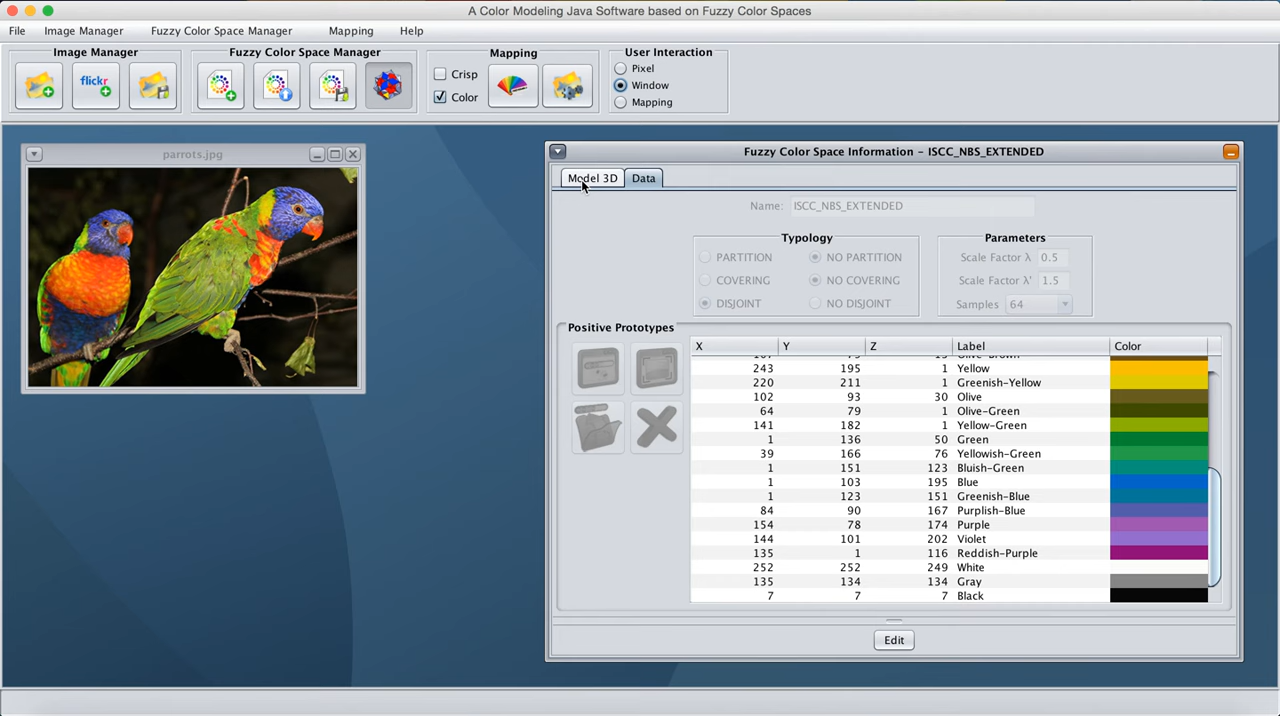 A Color Modeling Java Software based on Fuzzy Color Spaces
File Image Manager Fuzzy Color Space Manager Mapping Help
Image Manager Fuzzy Color Space Manager Mapping User Interaction
flickr
Crisp
Color
Pixel
Window
Mapping
parrots.jpg
Fuzzy Color Space Information - ISCC_NBS_EXTENDED
Model 3D Data
Name: ISCC_NBS_EXTENDED
Typology Parameters
PARTITION NO PARTITION Scale Factor λ 0.5
COVERING NO COVERING Scale Factor λ' 1.5
DISJOINT NO DISJOINT Samples 64
Positive Prototypes
X Y Z Label Color
Olive-Brown
243 195 1 Yellow
220 211 1 Greenish-Yellow
102 93 30 Olive
64 79 1 Olive-Green
141 182 1 Yellow-Green
1 136 50 Green
39 166 76 Yellowish-Green
1 151 123 Bluish-Green
1 103 195 Blue
1 123 151 Greenish-Blue
84 90 167 Purplish-Blue
154 78 174 Purple
144 101 202 Violet
135 1 116 Reddish-Purple
252 252 249 White
135 134 134 Gray
7 7 7 Black
Edit